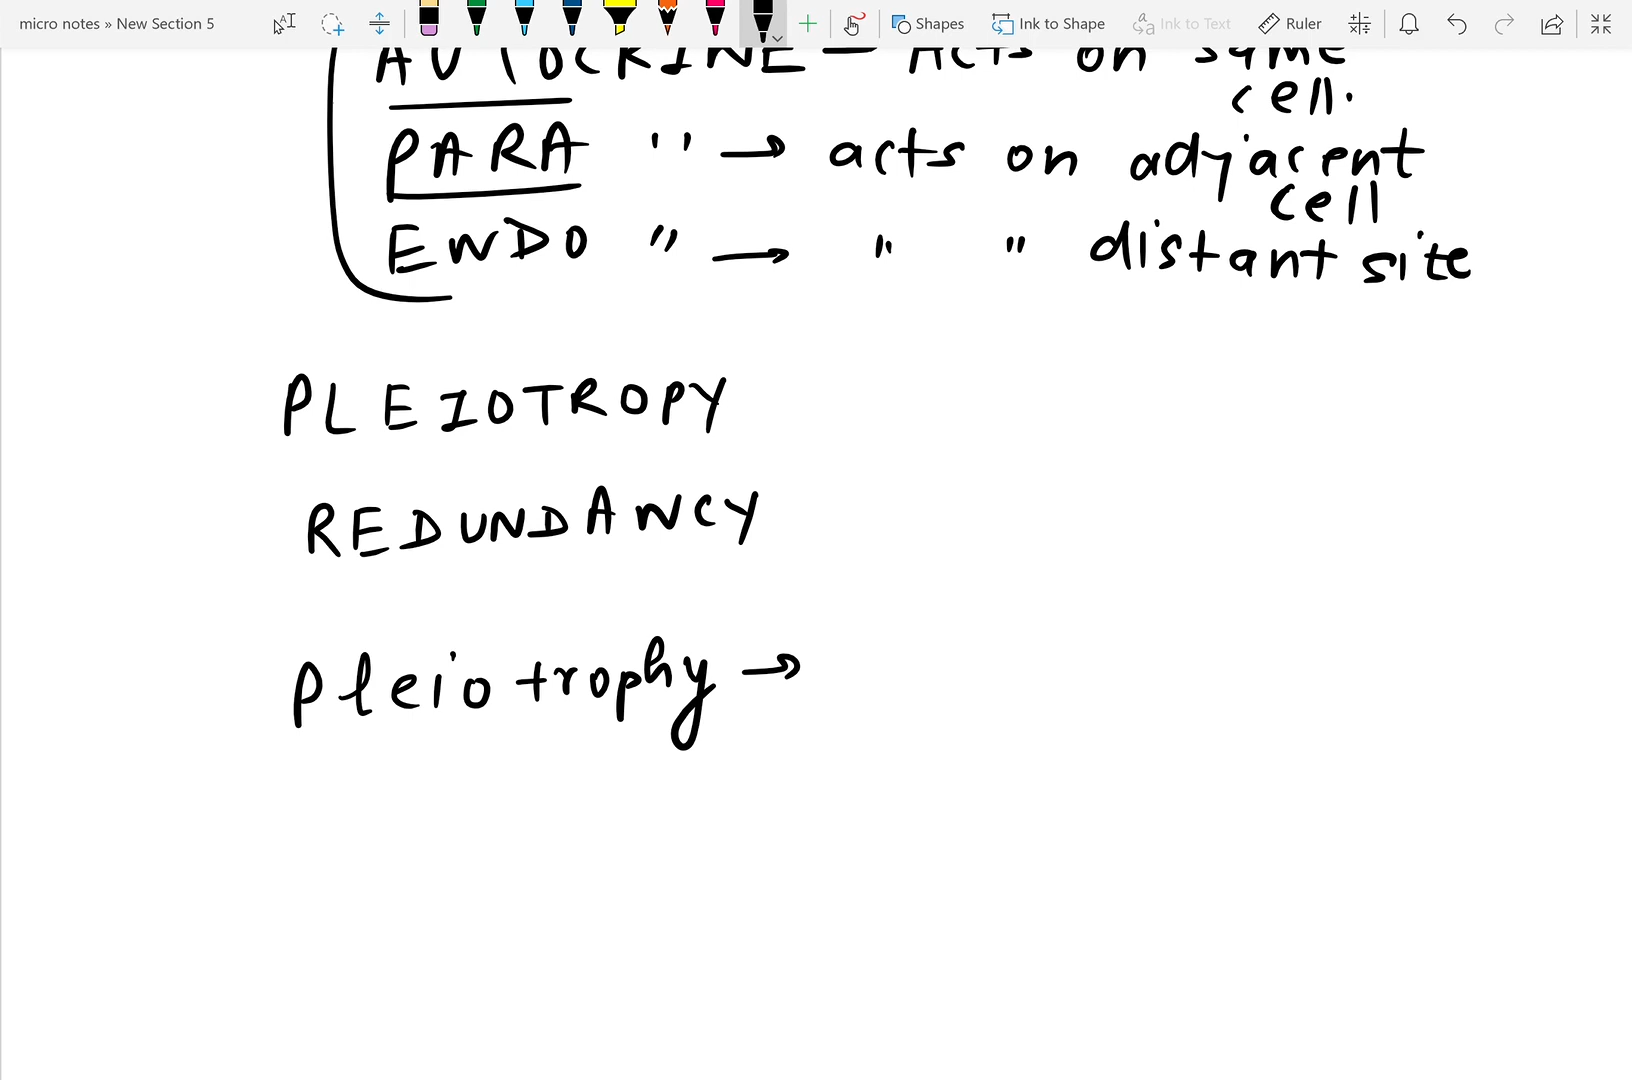 micro notes » New Section 5
Shapes
Ink to Shape
Ink to Text
Ruler
AUTOCRINE — Acts on same
cell.
PARA " → acts on adjacent
cell
ENDO " → " " distant site
PLEIOTROPY
REDUNDANCY
Pleiotrophy →